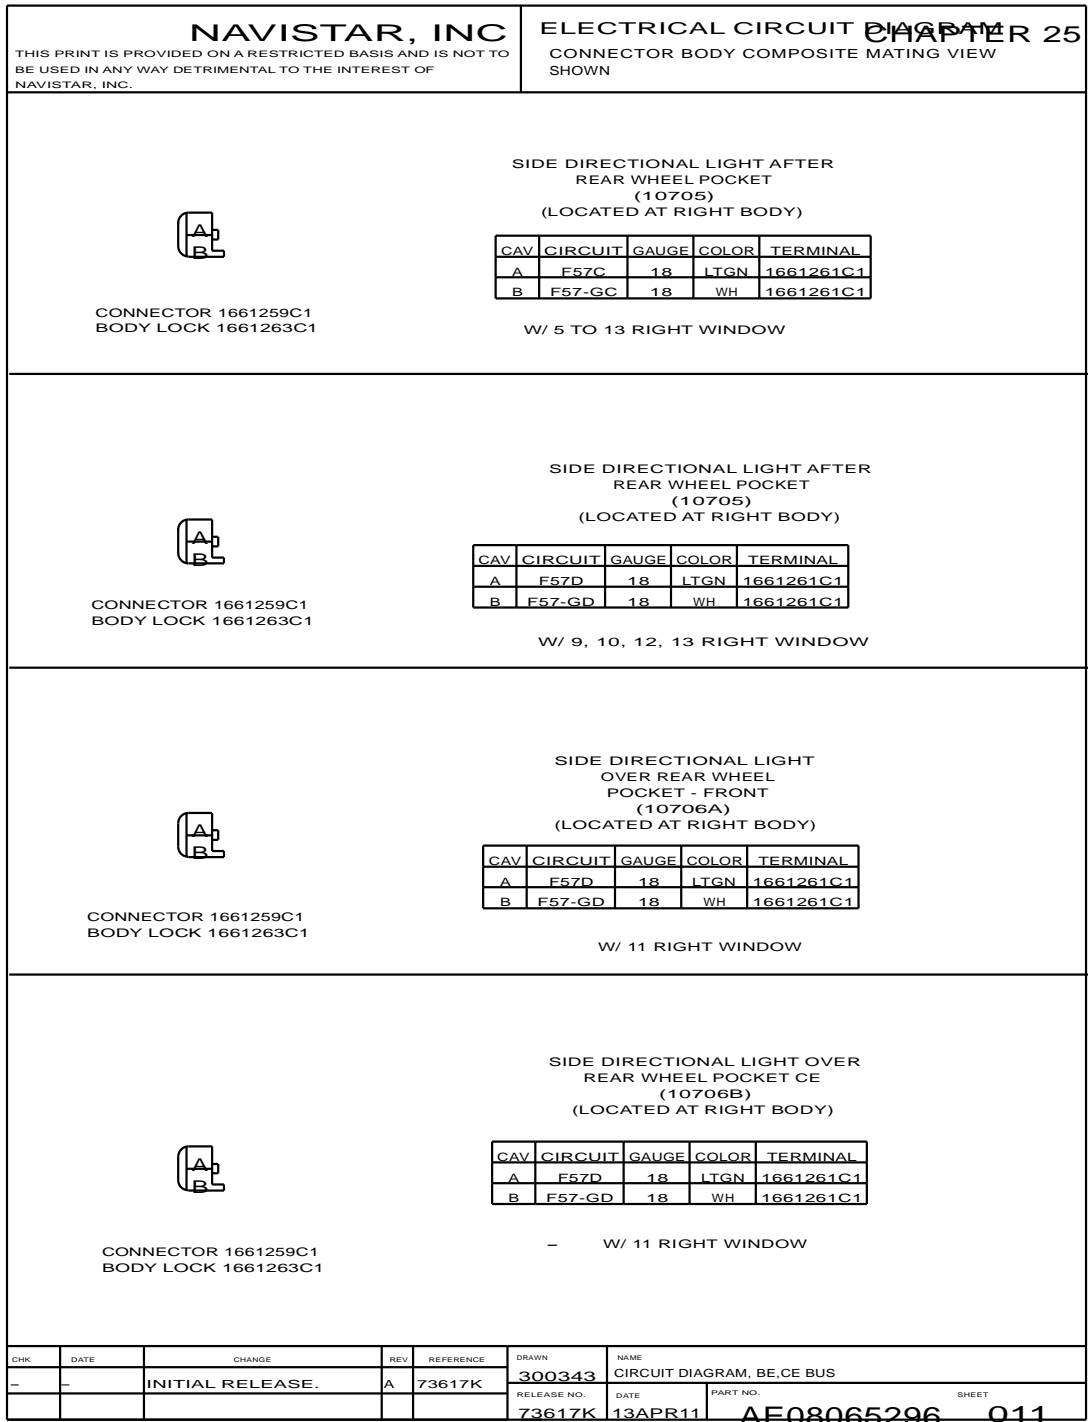 NAVISTAR, INC
THIS PRINT IS PROVIDED ON A RESTRICTED BASIS AND IS NOT TO
BE USED IN ANY WAY DETRIMENTAL TO THE INTEREST OF
NAVISTAR, INC.
ELECTRICAL CIRCUIT DIAGRAM
CHAPTER 25
CONNECTOR BODY COMPOSITE MATING VIEW
SHOWN
A
B
CONNECTOR 1661259C1
BODY LOCK 1661263C1
SIDE DIRECTIONAL LIGHT AFTER
REAR WHEEL POCKET
(10705)
(LOCATED AT RIGHT BODY)
CAV CIRCUIT GAUGE COLOR TERMINAL
A F57C 18 LTGN 1661261C1
B F57-GC 18 WH 1661261C1
W/ 5 TO 13 RIGHT WINDOW
A
B
CONNECTOR 1661259C1
BODY LOCK 1661263C1
SIDE DIRECTIONAL LIGHT AFTER
REAR WHEEL POCKET
(10705)
(LOCATED AT RIGHT BODY)
CAV CIRCUIT GAUGE COLOR TERMINAL
A F57D 18 LTGN 1661261C1
B F57-GD 18 WH 1661261C1
W/ 9, 10, 12, 13 RIGHT WINDOW
A
B
CONNECTOR 1661259C1
BODY LOCK 1661263C1
SIDE DIRECTIONAL LIGHT
OVER REAR WHEEL
POCKET - FRONT
(10706A)
(LOCATED AT RIGHT BODY)
CAV CIRCUIT GAUGE COLOR TERMINAL
A F57D 18 LTGN 1661261C1
B F57-GD 18 WH 1661261C1
W/ 11 RIGHT WINDOW
A
B
CONNECTOR 1661259C1
BODY LOCK 1661263C1
SIDE DIRECTIONAL LIGHT OVER
REAR WHEEL POCKET CE
(10706B)
(LOCATED AT RIGHT BODY)
CAV CIRCUIT GAUGE COLOR TERMINAL
A F57D 18 LTGN 1661261C1
B F57-GD 18 WH 1661261C1
– W/ 11 RIGHT WINDOW
CHK DATE CHANGE REV REFERENCE
– – INITIAL RELEASE. A 73617K
DRAWN
300343
NAME
CIRCUIT DIAGRAM, BE,CE BUS
RELEASE NO.
73617K
DATE
13APR11
PART NO.
AE08065296
SHEET
011